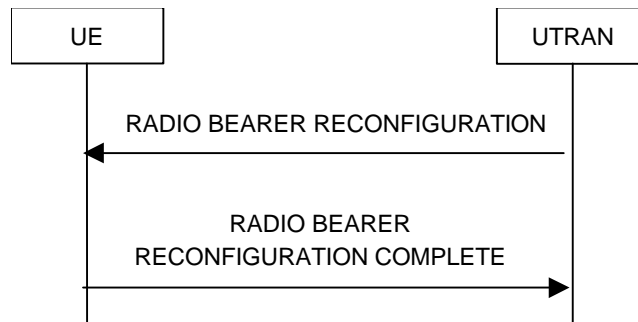 UE
UTRAN
RADIO BEARER RECONFIGURATION
RADIO BEARER
RECONFIGURATION COMPLETE